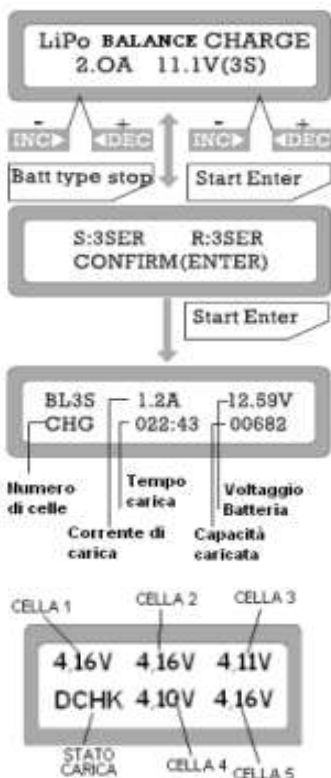 LiPo BALANCE CHARGE
2.0A 11.1V(3S)
- + - +
INC▶ ◀DEC INC▶ ◀DEC
Batt type stop Start Enter
S:3SER R:3SER
CONFIRM(ENTER)
Start Enter
BL3S 1.2A 12.59V
CHG 022:43 00682
Numero di celle
Tempo carica
Voltaggio Batteria
Corrente di carica
Capacità caricata
CELLA 1 CELLA 2 CELLA 3
4,16V 4,16V 4,11V
DCHK 4,10V 4,16V
STATO CARICA
CELLA 4 CELLA 5